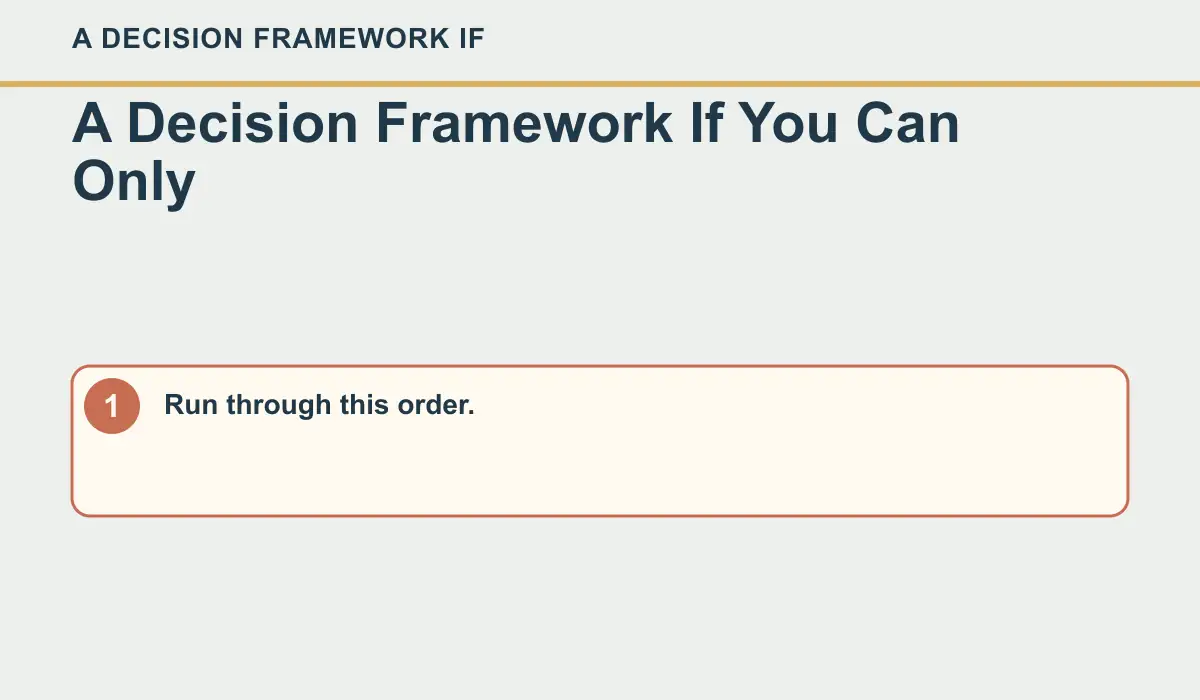 A DECISION FRAMEWORK IF
A Decision Framework If You Can
Only
1
Run through this order.